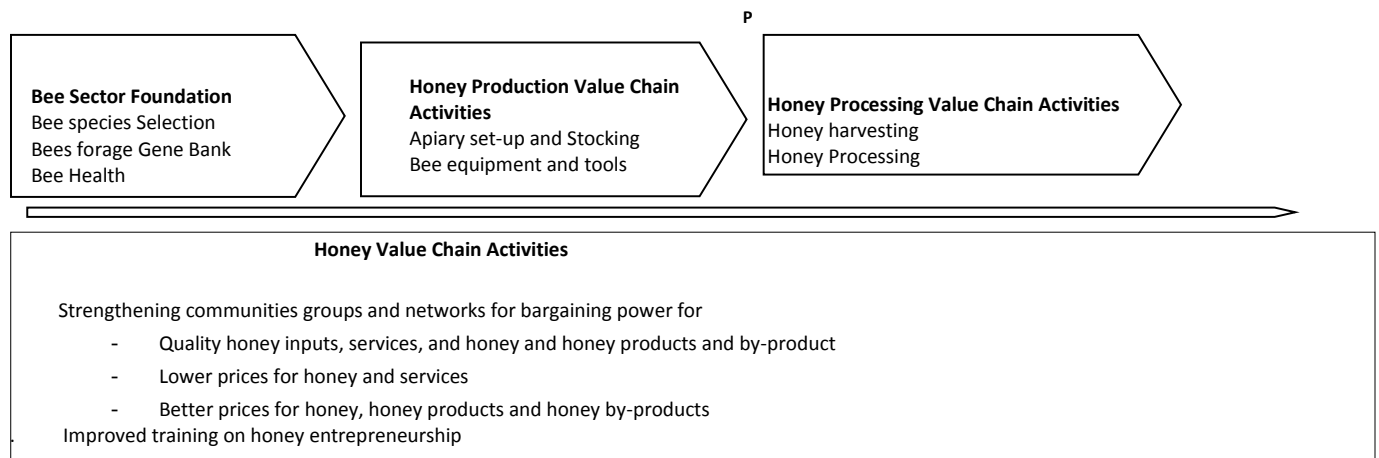 P
Bee Sector Foundation
Bee species Selection
Bees forage Gene Bank
Bee Health
Honey Production Value Chain
Activities
Apiary set-up and Stocking
Bee equipment and tools
Honey Processing Value Chain Activities
Honey harvesting
Honey Processing
Honey Value Chain Activities
Strengthening communities groups and networks for bargaining power for
- Quality honey inputs, services, and honey and honey products and by-product
- Lower prices for honey and services
- Better prices for honey, honey products and honey by-products
. Improved training on honey entrepreneurship